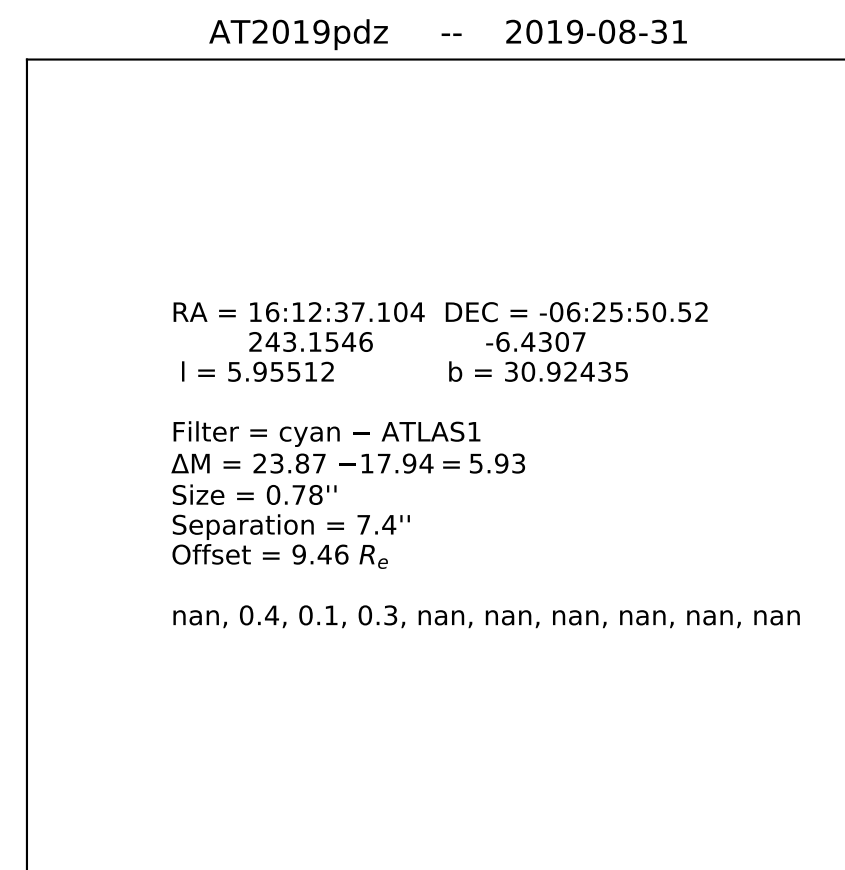 AT2019pdz -- 2019-08-31
RA = 16:12:37.104 DEC = -06:25:50.52
243.1546 -6.4307
l = 5.95512 b = 30.92435
Filter = cyan − ATLAS1
ΔM = 23.87 −17.94 = 5.93
Size = 0.78''
Separation = 7.4''
Offset = 9.46 Rₑ
nan, 0.4, 0.1, 0.3, nan, nan, nan, nan, nan, nan